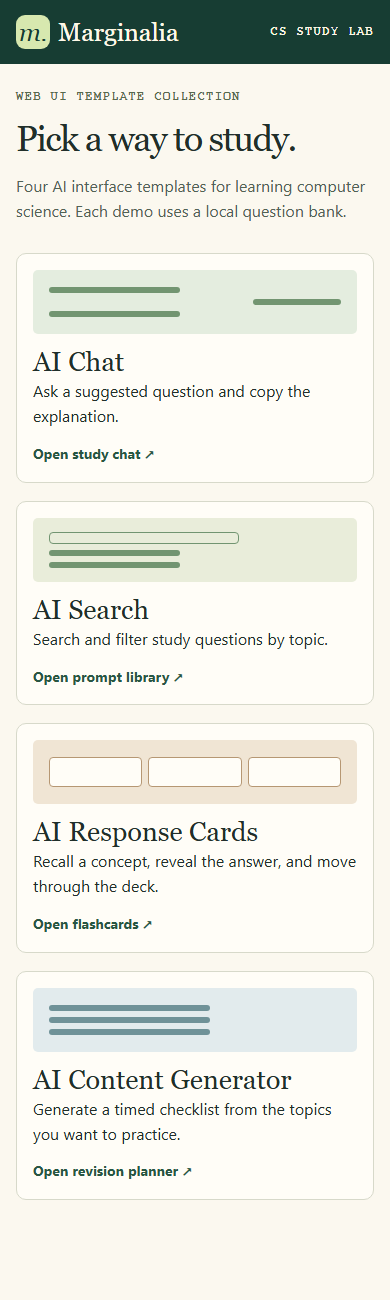 m. Marginalia
CS STUDY LAB
WEB UI TEMPLATE COLLECTION
Pick a way to study.
Four AI interface templates for learning computer
science. Each demo uses a local question bank.
AI Chat
Ask a suggested question and copy the
explanation.
Open study chat ↗
AI Search
Search and filter study questions by topic.
Open prompt library ↗
AI Response Cards
Recall a concept, reveal the answer, and move
through the deck.
Open flashcards ↗
AI Content Generator
Generate a timed checklist from the topics
you want to practice.
Open revision planner ↗